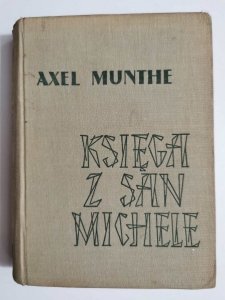 AXEL MUNTHE
KSIĘGA
Z SAN
MICHELE